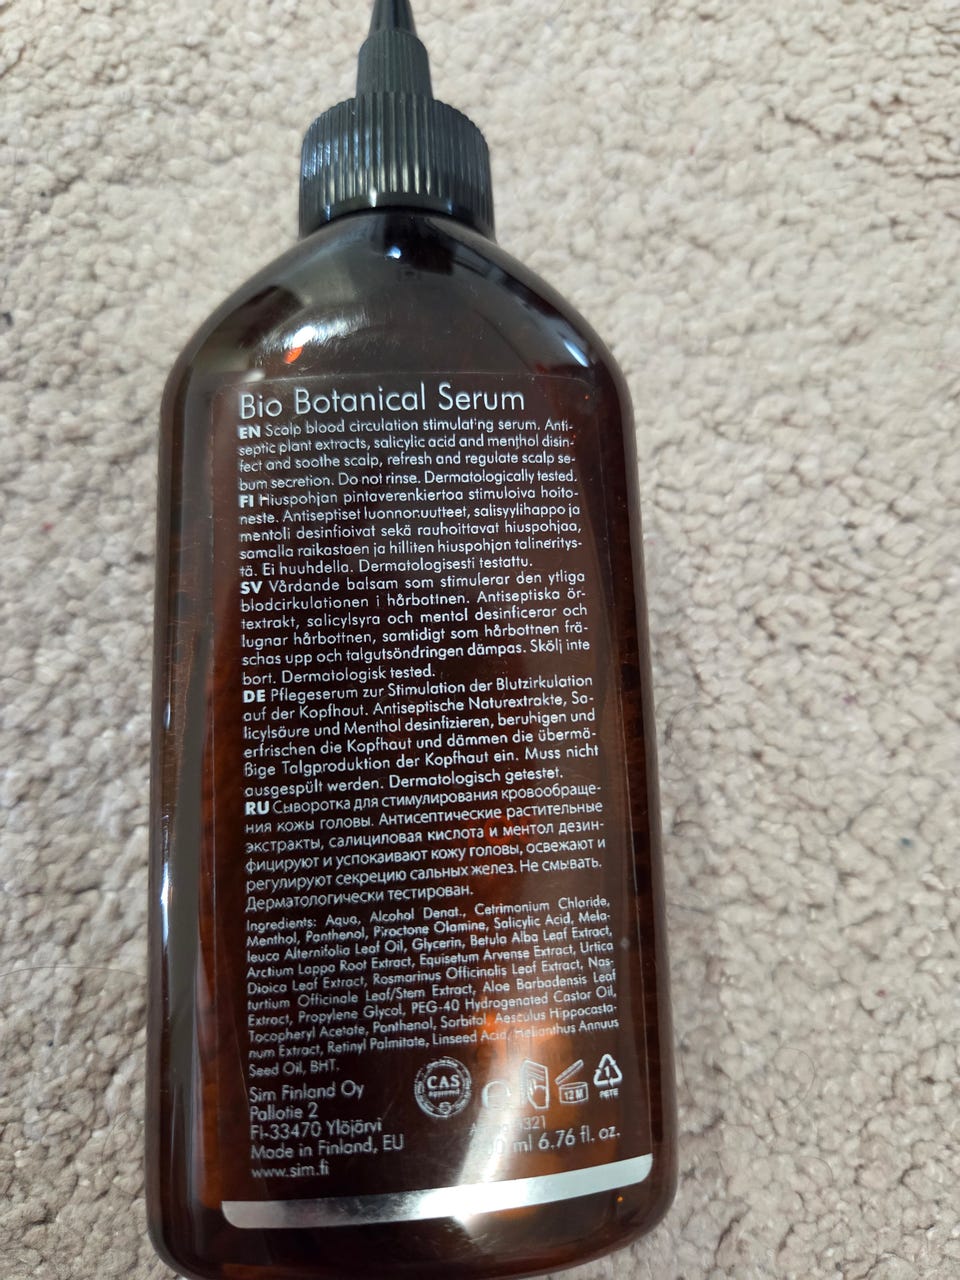 Bio Botanical Serum
EN Scalp blood circulation stimulating serum. Anti-
septic plant extracts, salicylic acid and menthol disin-
fect and soothe scalp, refresh and regulate scalp se-
bum secretion. Do not rinse. Dermatologically tested.
FI Hiuspohjan pintaverenkiertoa stimuloiva hoito-
neste. Antiseptiset luonnonuutteet, salisyylihappo ja
mentoli desinfioivat sekä rauhoittavat hiuspohjaa,
samalla raikastaen ja hilliten hiuspohjan talineritys-
tä. Ei huuhdella. Dermatologisesti testattu.
SV Vårdande balsam som stimulerar den ytliga
blodcirkulationen i hårbottnen. Antiseptiska ör-
textrakt, salicylsyra och mentol desinficerar och
lugnar hårbottnen, samtidigt som hårbottnen frä-
schas upp och talgutsöndringen dämpas. Skölj inte
bort. Dermatologisk tested.
DE Pflegeserum zur Stimulation der Blutzirkulation
auf der Kopfhaut. Antiseptische Naturextrakte, Sa-
licylsäure und Menthol desinfizieren, beruhigen und
erfrischen die Kopfhaut und dämmen die übermä-
ßige Talgproduktion der Kopfhaut ein. Muss nicht
ausgespült werden. Dermatologisch getestet.
RU Сыворотка для стимулирования кровообраще-
ния кожы головы. Антисептические растительные
экстракты, салициловая кислота и ментол дезин-
фицируют и успокаивают кожу головы, освежают и
регулируют секрецию сальных желез. Не смывать.
Дерматологически тестирован.
Ingredients: Aqua, Alcohol Denat., Cetrimonium Chloride,
Menthol, Panthenol, Piroctone Olamine, Salicylic Acid, Mela-
leuca Alternifolia Leaf Oil, Glycerin, Betula Alba Leaf Extract,
Arctium Lappa Root Extract, Equisetum Arvense Extract, Urtica
Dioica Leaf Extract, Rosmarinus Officinalis Leaf Extract, Nas-
turtium Officinale Leaf/Stem Extract, Aloe Barbadensis Leaf
Extract, Propylene Glycol, PEG-40 Hydrogenated Castor Oil,
Tocopheryl Acetate, Panthenol, Sorbitol, Aesculus Hippocasta-
num Extract, Retinyl Palmitate, Linseed Acid, Helianthus Annuus
Seed Oil, BHT.
Sim Finland Oy
Pallotie 2
FI-33470 Ylöjärvi
Made in Finland, EU
www.sim.fi
CAS
approved
12 M
1
PETE
ml 6.76 fl. oz.